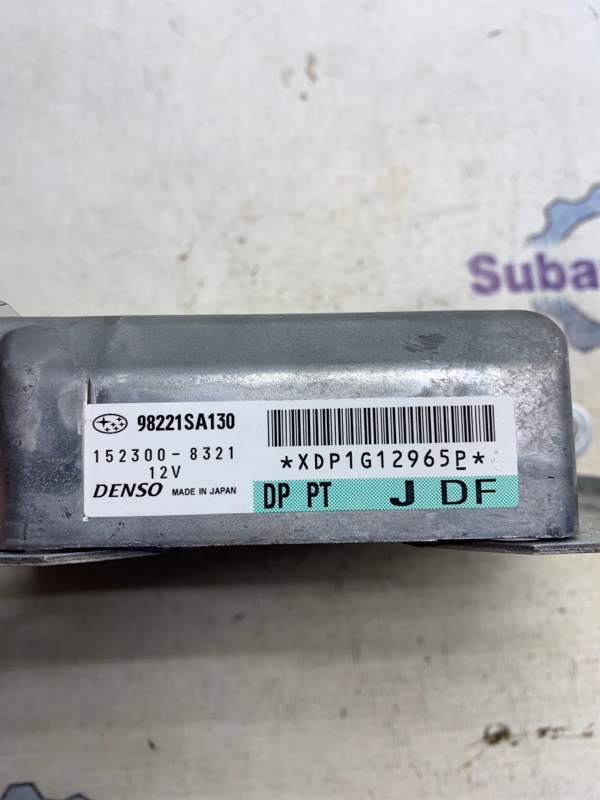 Suba
98221SA130
152300-8321
12V
DENSO MADE IN JAPAN
*XDP1G12965P*
DP PT J DF